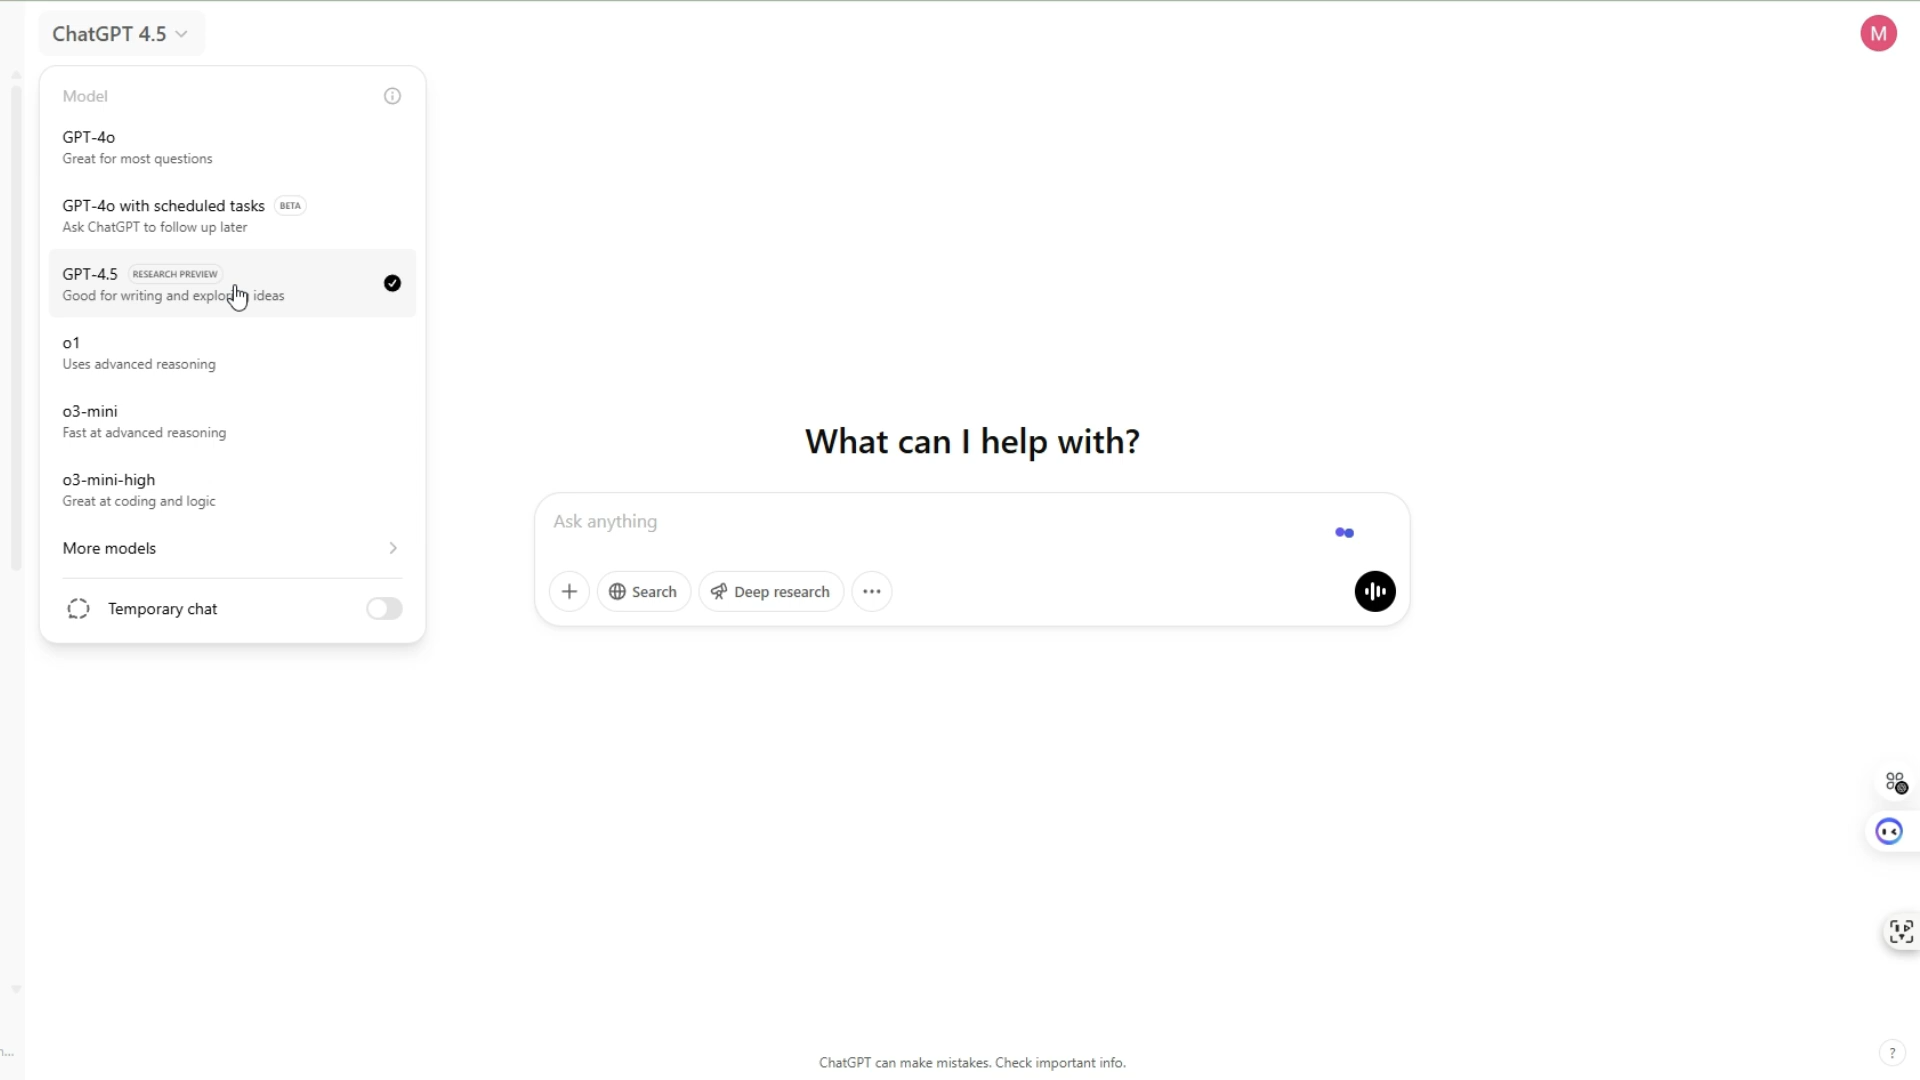 ChatGPT 4.5
M
Model
GPT-4o
Great for most questions
GPT-4o with scheduled tasks BETA
Ask ChatGPT to follow up later
GPT-4.5 RESEARCH PREVIEW
Good for writing and explori ideas
o1
Uses advanced reasoning
o3-mini
Fast at advanced reasoning
o3-mini-high
Great at coding and logic
More models
Temporary chat
What can I help with?
Ask anything
Search
Deep research
ChatGPT can make mistakes. Check important info.
?